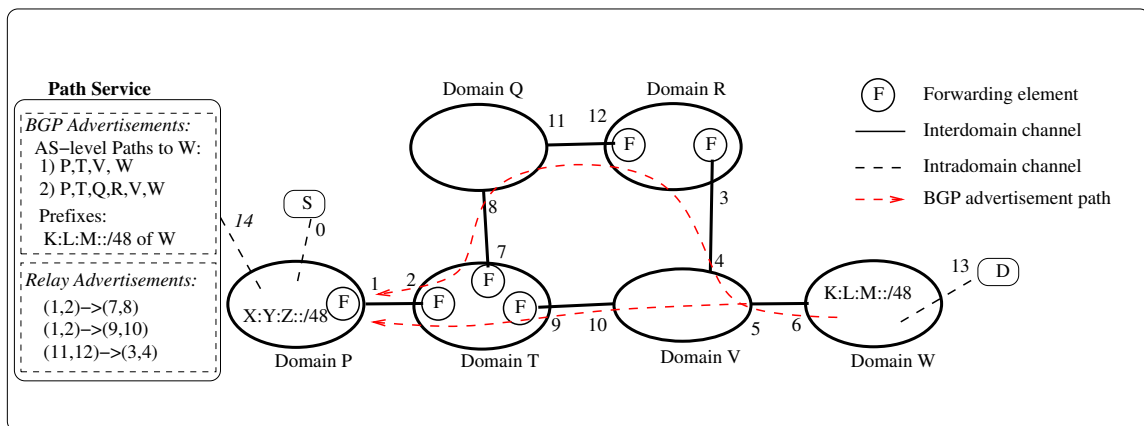 Path Service
BGP Advertisements:
AS-level Paths to W:
1) P,T,V, W
2) P,T,Q,R,V,W
Prefixes:
K:L:M::/48 of W
Relay Advertisements:
(1,2)−>(7,8)
(1,2)−>(9,10)
(11,12)−>(3,4)
14
S
0
X:Y:Z::/48
F
Domain P
1
2
F
F
F
7
8
9
Domain T
Domain Q
11
12
Domain R
F
F
3
4
10
Domain V
5
6
K:L:M::/48
Domain W
13
D
F
Forwarding element
Interdomain channel
Intradomain channel
BGP advertisement path